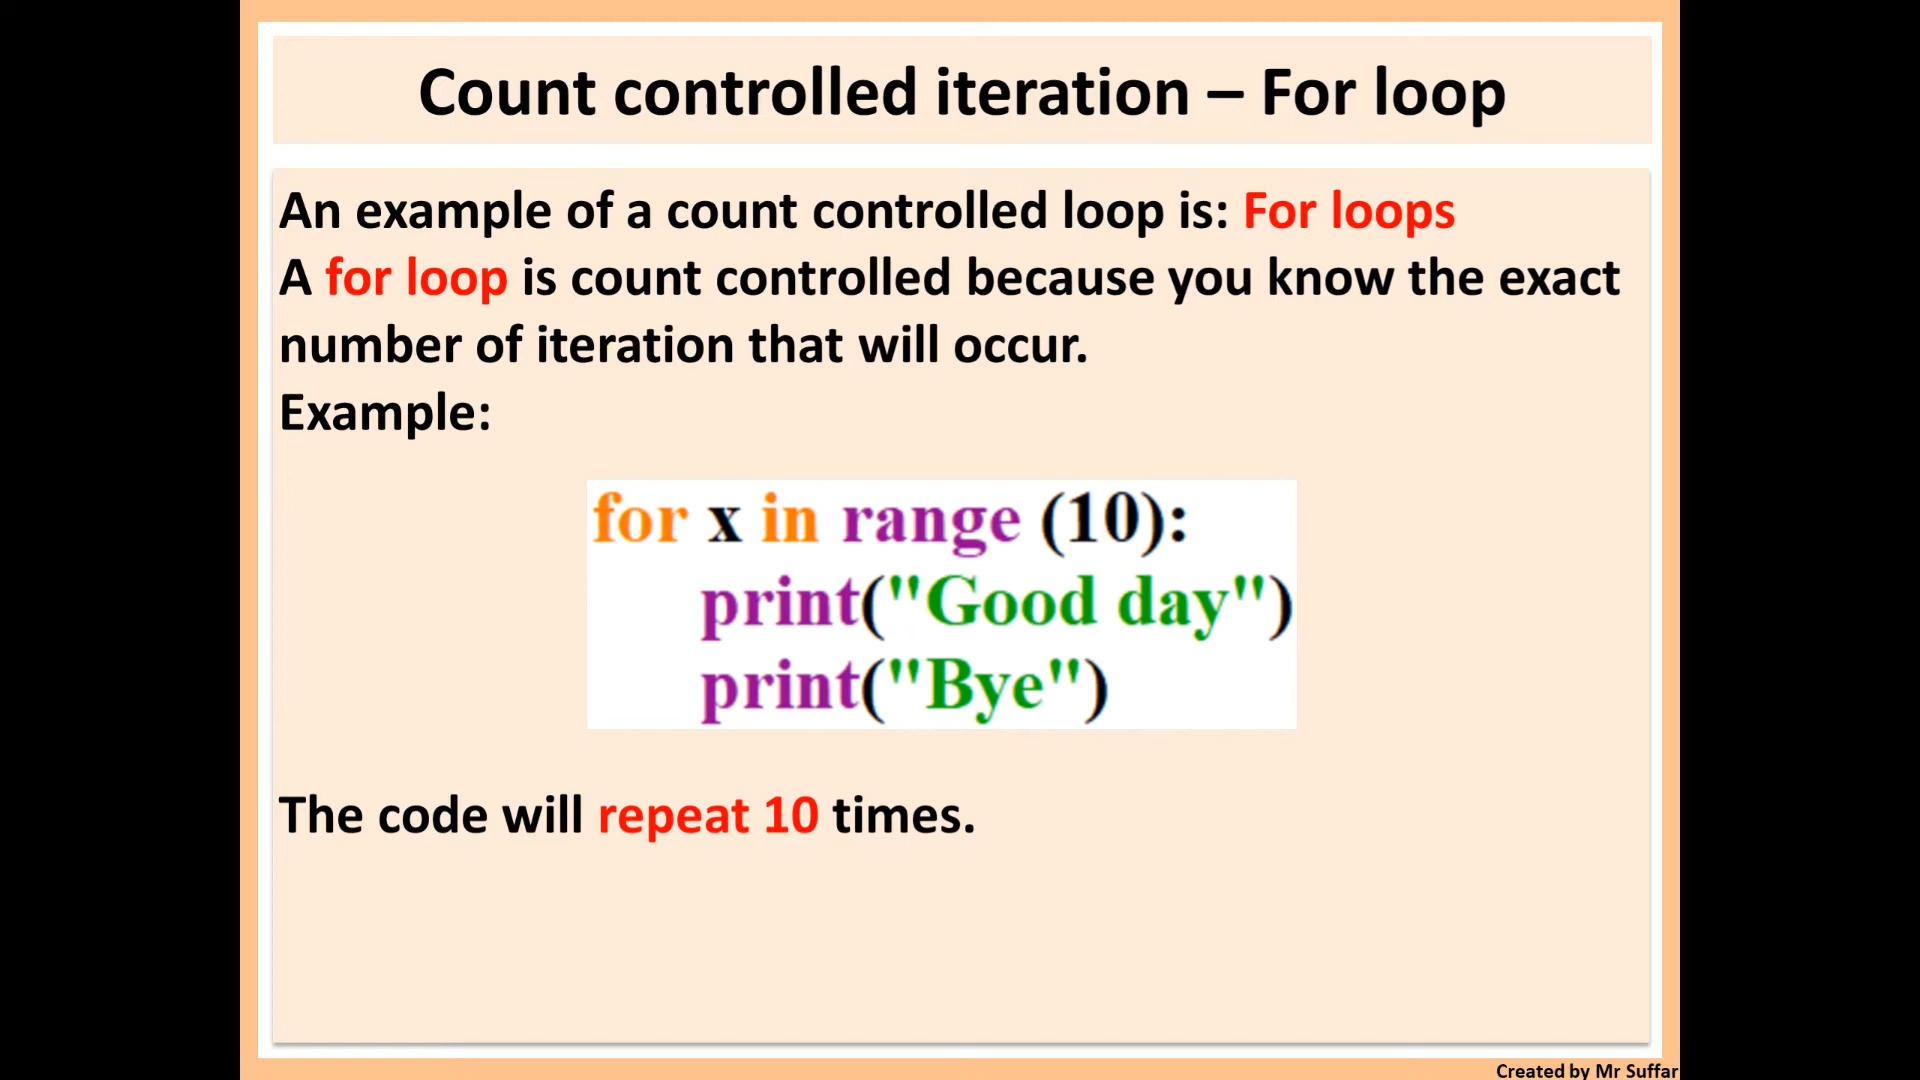 Count controlled iteration – For loop
An example of a count controlled loop is: For loops
A for loop is count controlled because you know the exact
number of iteration that will occur.
Example:
for x in range (10):
print("Good day")
print("Bye")
The code will repeat 10 times.
Created by Mr Suffar